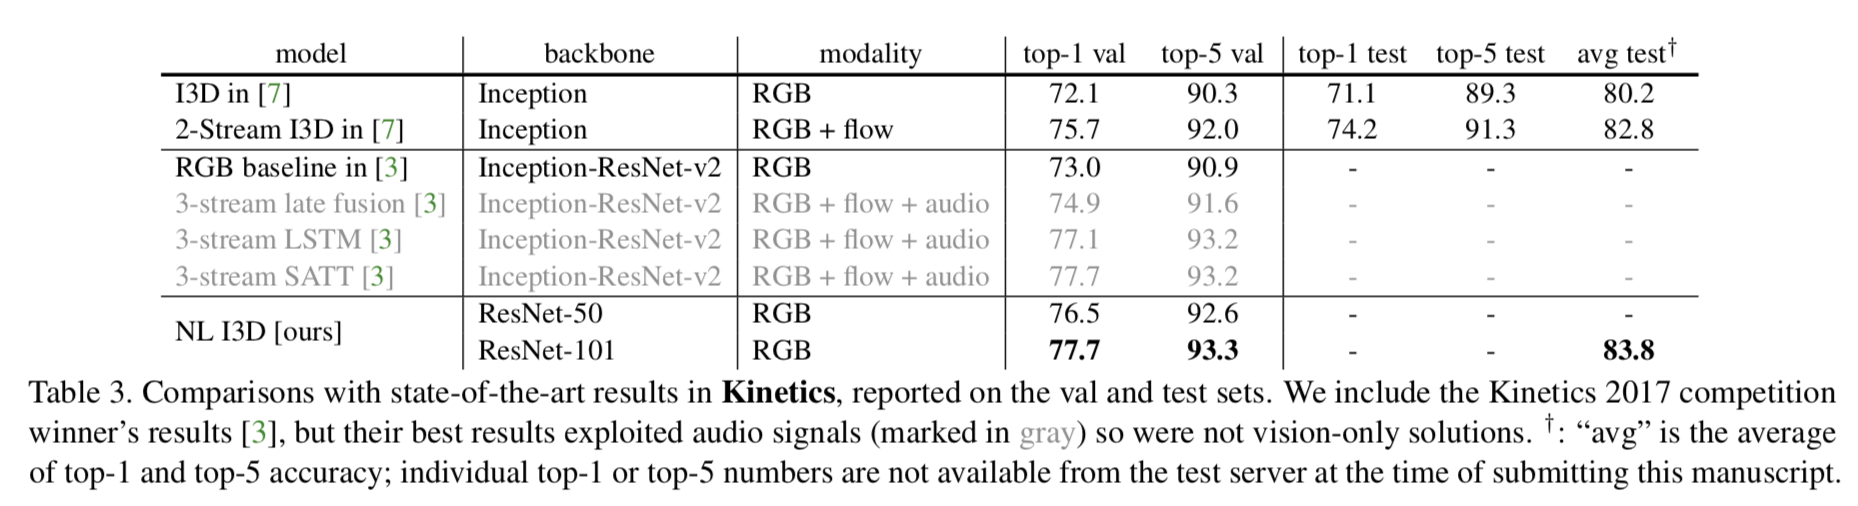 model backbone modality top-1 val top-5 val top-1 test top-5 test avg test†
I3D in [7] Inception RGB 72.1 90.3 71.1 89.3 80.2
2-Stream I3D in [7] Inception RGB + flow 75.7 92.0 74.2 91.3 82.8
RGB baseline in [3] Inception-ResNet-v2 RGB 73.0 90.9 - - -
3-stream late fusion [3] Inception-ResNet-v2 RGB + flow + audio 74.9 91.6 - - -
3-stream LSTM [3] Inception-ResNet-v2 RGB + flow + audio 77.1 93.2 - - -
3-stream SATT [3] Inception-ResNet-v2 RGB + flow + audio 77.7 93.2 - - -
NL I3D [ours] ResNet-50 RGB 76.5 92.6 - - -
ResNet-101 RGB 77.7 93.3 - - 83.8
Table 3. Comparisons with state-of-the-art results in Kinetics, reported on the val and test sets. We include the Kinetics 2017 competition
winner's results [3], but their best results exploited audio signals (marked in gray) so were not vision-only solutions. †: “avg” is the average
of top-1 and top-5 accuracy; individual top-1 or top-5 numbers are not available from the test server at the time of submitting this manuscript.